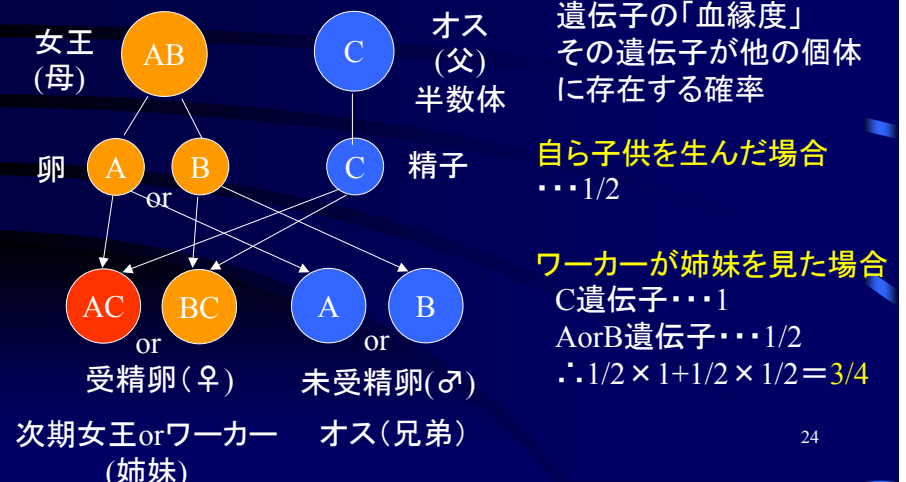 女王
(母)
AB
C
オス
(父)
半数体
卵
A
or
B
C
精子
AC
or
BC
A
or
B
受精卵(♀)
未受精卵(♂)
次期女王orワーカー
(姉妹)
オス(兄弟)
遺伝子の「血縁度」
その遺伝子が他の個体
に存在する確率
自ら子供を生んだ場合
・・・1/2
ワーカーが姉妹を見た場合
C遺伝子・・・1
AorB遺伝子・・・1/2
∴1/2×1+1/2×1/2=3/4
24